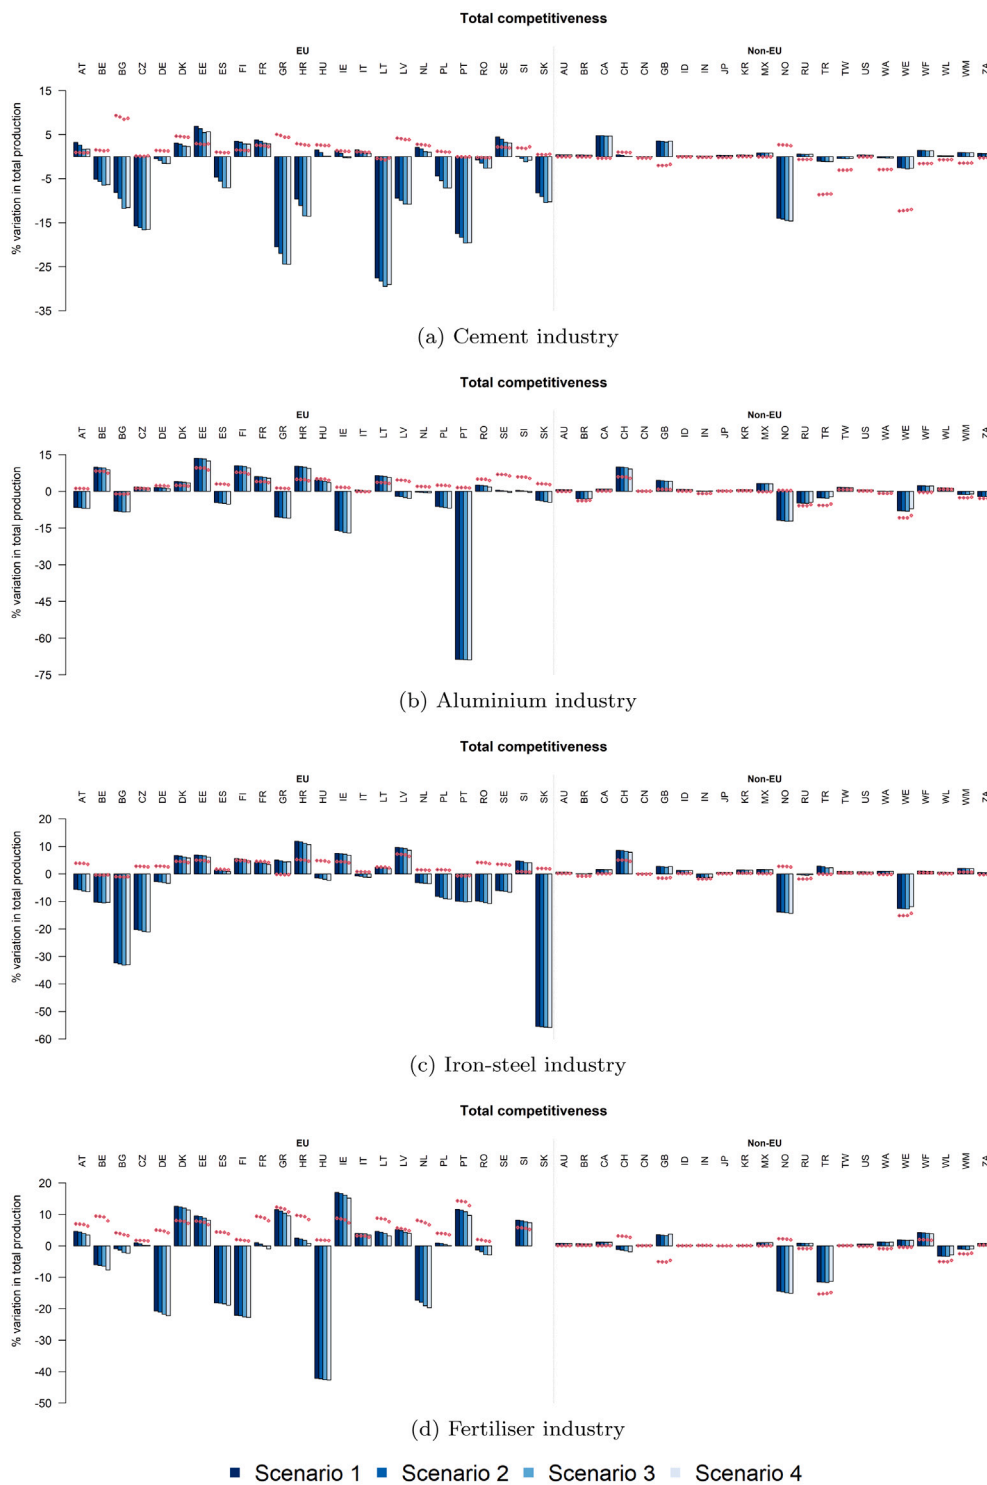 Total competitiveness
EU Non-EU
AT BE BG CZ DE DK EE ES FI FR GR HR HU IE IT LT LV NL PL PT RO SE SI SK AU BR CA CH CN GB ID IN JP KR MX NO RU TR TW US WA WE WF WL WM ZA
% variation in total production
15
5
-5
-15
-25
-35
(a) Cement industry
Total competitiveness
EU Non-EU
AT BE BG CZ DE DK EE ES FI FR GR HR HU IE IT LT LV NL PL PT RO SE SI SK AU BR CA CH CN GB ID IN JP KR MX NO RU TR TW US WA WE WF WL WM ZA
% variation in total production
15
0
-15
-30
-45
-60
-75
(b) Aluminium industry
Total competitiveness
EU Non-EU
AT BE BG CZ DE DK EE ES FI FR GR HR HU IE IT LT LV NL PL PT RO SE SI SK AU BR CA CH CN GB ID IN JP KR MX NO RU TR TW US WA WE WF WL WM ZA
% variation in total production
20
10
0
-10
-20
-30
-40
-50
-60
(c) Iron-steel industry
Total competitiveness
EU Non-EU
AT BE BG CZ DE DK EE ES FI FR GR HR HU IE IT LT LV NL PL PT RO SE SI SK AU BR CA CH CN GB ID IN JP KR MX NO RU TR TW US WA WE WF WL WM ZA
% variation in total production
20
10
0
-10
-20
-30
-40
-50
(d) Fertiliser industry
Scenario 1 Scenario 2 Scenario 3 Scenario 4